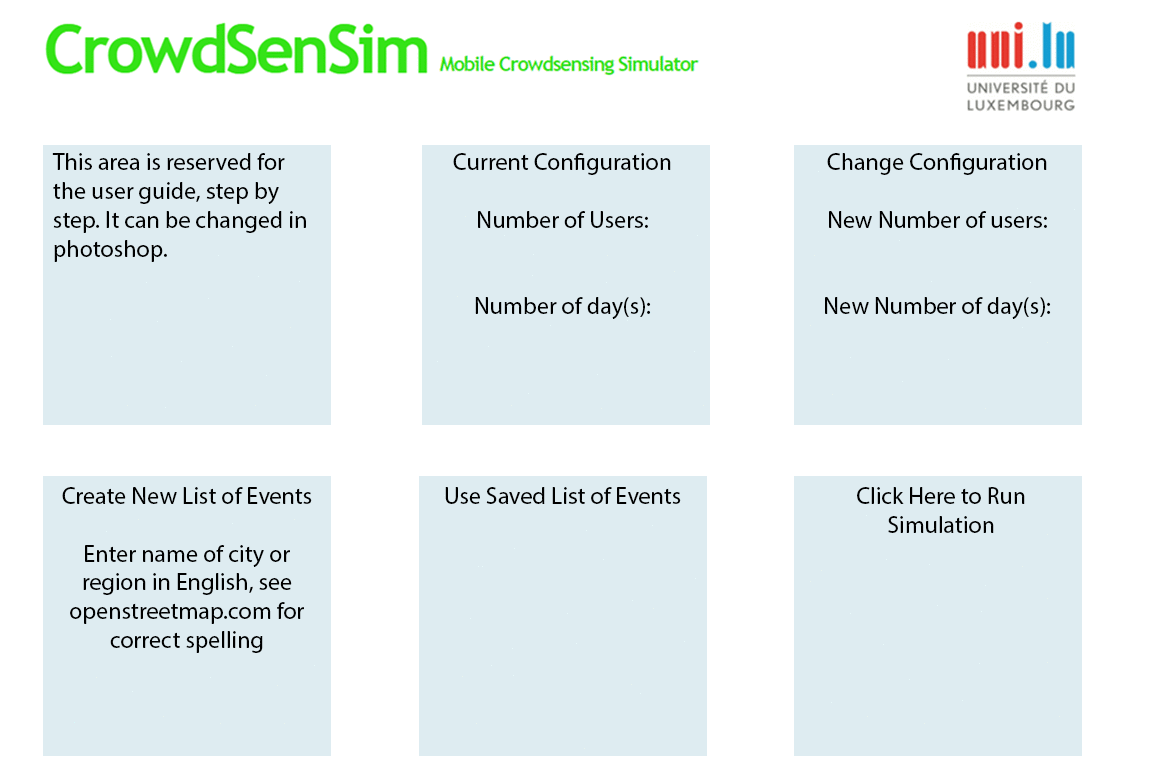 CrowdSenSim Mobile Crowdsensing Simulator
uni.lu
UNIVERSITÉ DU
LUXEMBOURG
This area is reserved for
the user guide, step by
step. It can be changed in
photoshop.
Current Configuration
Number of Users:
Number of day(s):
Change Configuration
New Number of users:
New Number of day(s):
Create New List of Events
Enter name of city or
region in English, see
openstreetmap.com for
correct spelling
Use Saved List of Events
Click Here to Run
Simulation